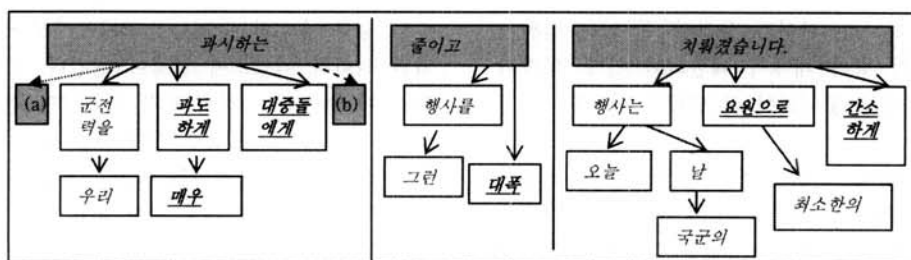 과시하는
줄이고
치뤄졌습니다.
(a)
군전
력을
과도
하게
대중들
에게
(b)
행사를
행사는
요원으로
간소
하게
우리
매우
그런
대폭
오늘
날
최소한의
국군의